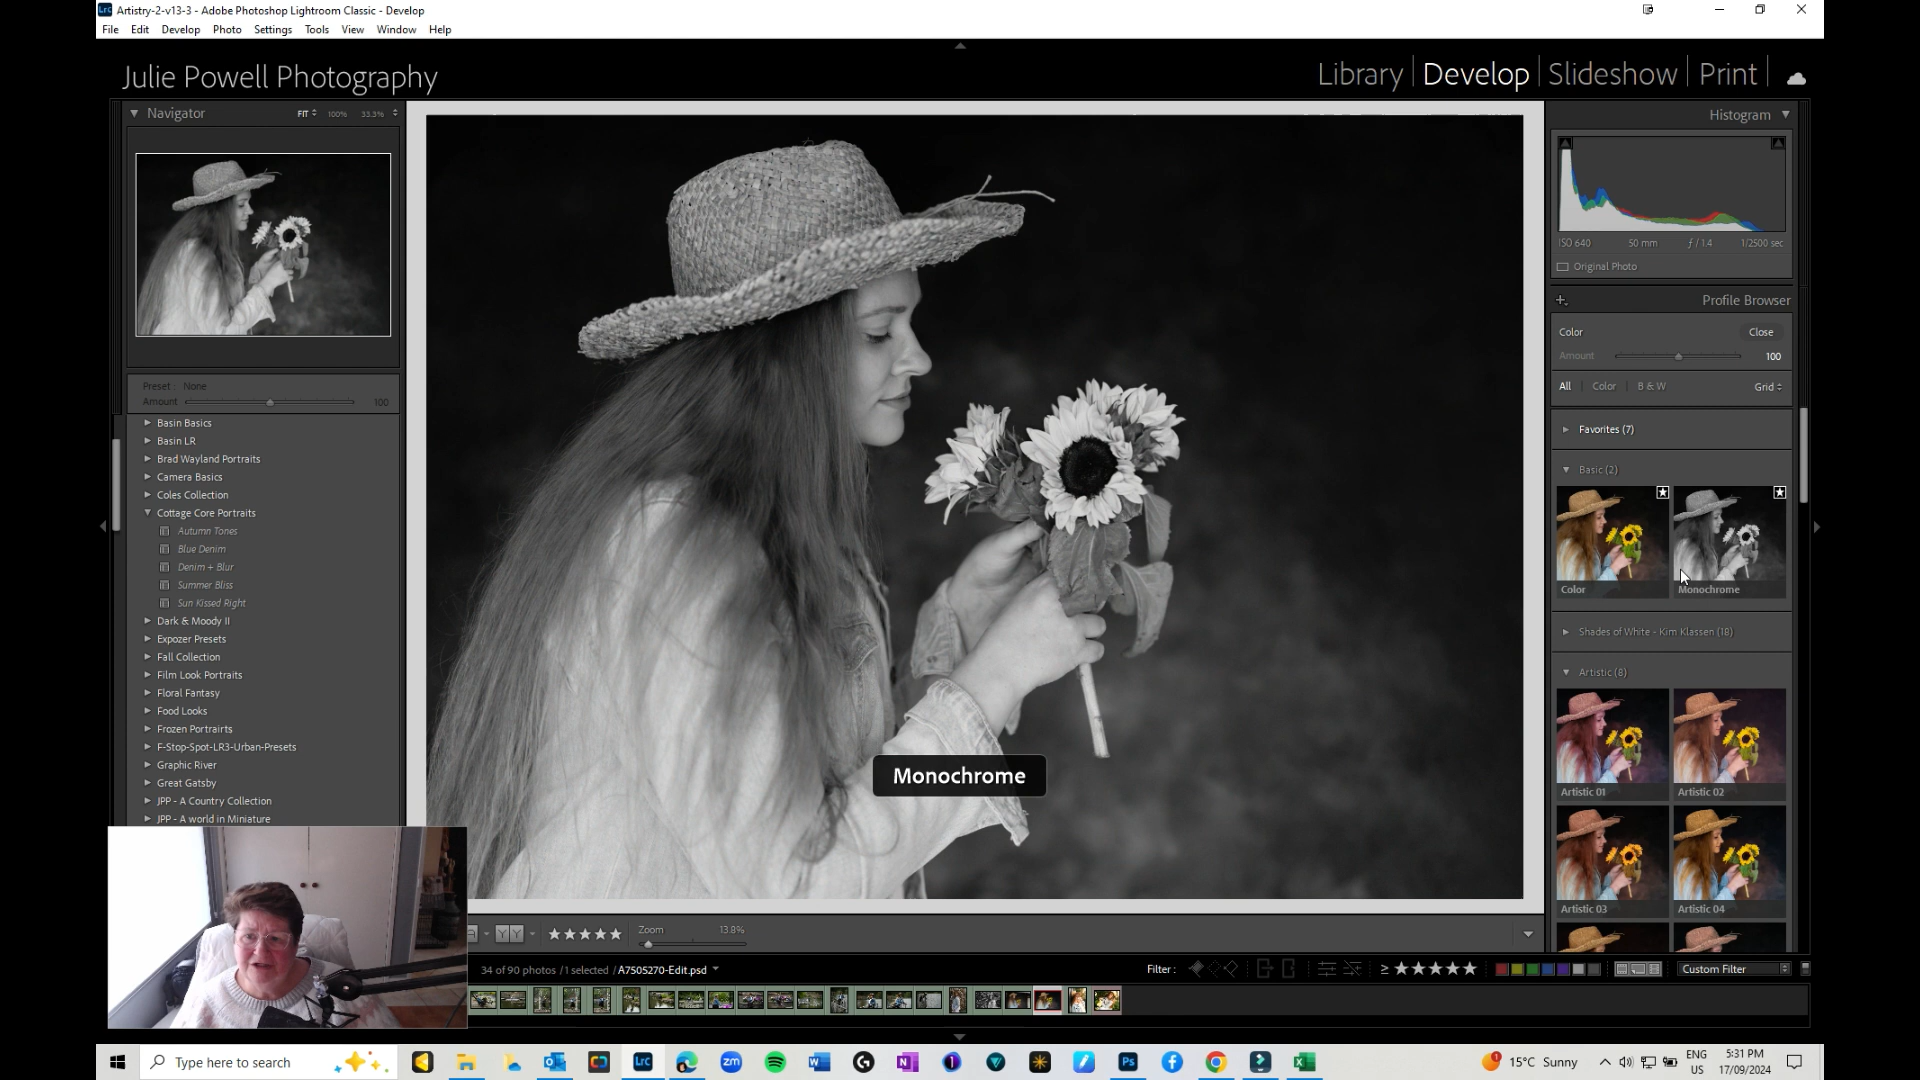 Artistry-2-v13-3 - Adobe Photoshop Lightroom Classic - Develop
File Edit Develop Photo Settings Tools View Window Help
Julie Powell Photography
Library Develop Slideshow Print
Navigator FIT 100% 33.3%
Preset : None
Amount 100
Basin Basics
Basin LR
Brad Wayland Portraits
Camera Basics
Coles Collection
Cottage Core Portraits
Autumn Tones
Blue Denim
Denim + Blur
Summer Bliss
Sun Kissed Right
Dark & Moody II
Expozer Presets
Fall Collection
Film Look Portraits
Floral Fantasy
Food Looks
Frozen Portrairts
F-Stop-Spot-LR3-Urban-Presets
Graphic River
Great Gatsby
JPP - A Country Collection
JPP - A world in Miniature
Monochrome
Histogram
ISO 640 50 mm ƒ / 1.4 1/2500 sec
Original Photo
Profile Browser
Color Close
Amount 100
All Color B & W Grid
Favorites (7)
Basic (2)
Color Monochrome
Shades of White - Kim Klassen (18)
Artistic (8)
Artistic 01 Artistic 02
Artistic 03 Artistic 04
Zoom 13.8%
34 of 90 photos / 1 selected / A7S05270-Edit.psd
Filter : ≥ Custom Filter
Type here to search
15°C Sunny
ENG
US
5:31 PM
17/09/2024